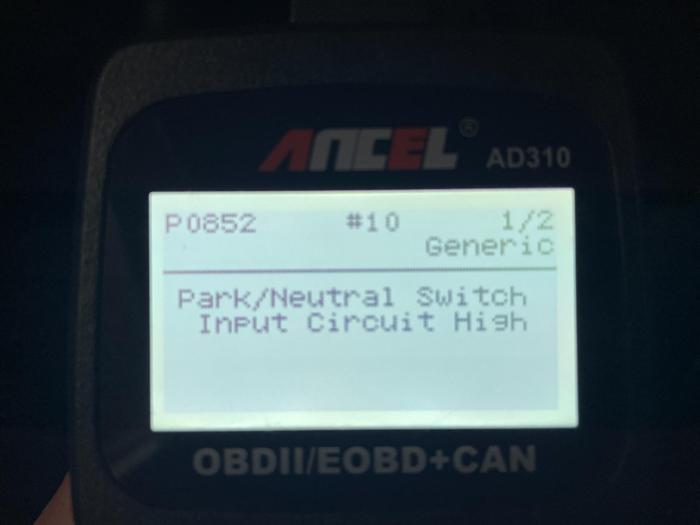 ANCEL® AD310
P0852 #10 1/2
Generic
Park/Neutral Switch
Input Circuit High
OBDII/EOBD+CAN